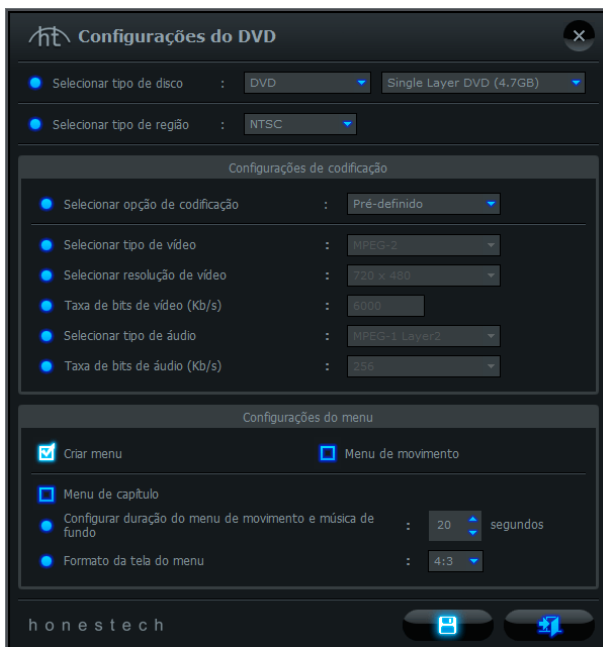 ht Configurações do DVD
Selecionar tipo de disco : DVD Single Layer DVD (4.7GB)
Selecionar tipo de região : NTSC
Configurações de codificação
Selecionar opção de codificação : Pré-definido
Selecionar tipo de vídeo : MPEG-2
Selecionar resolução de vídeo : 720 x 480
Taxa de bits de vídeo (Kb/s) : 6000
Selecionar tipo de áudio : MPEG-1 Layer2
Taxa de bits de áudio (Kb/s) : 256
Configurações do menu
Criar menu Menu de movimento
Menu de capítulo
Configurar duração do menu de movimento e música de
fundo : 20 segundos
Formato da tela do menu : 4:3
honestech